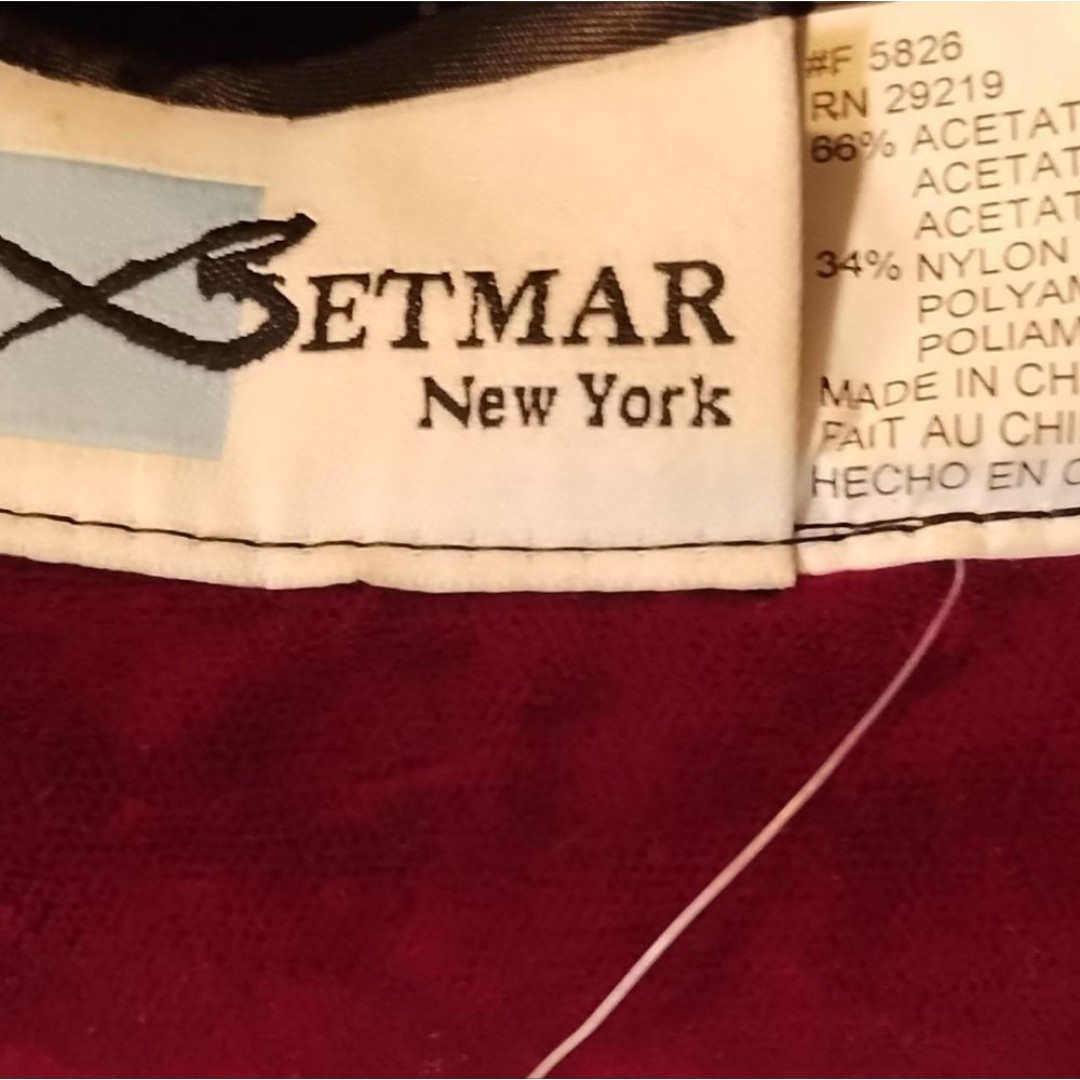 BETMAR
New York
#F 5826
RN 29219
66% ACETAT
ACETAT
ACETAT
34% NYLON
POLYAM
POLIAM
MADE IN CH
FAIT AU CHI
HECHO EN C